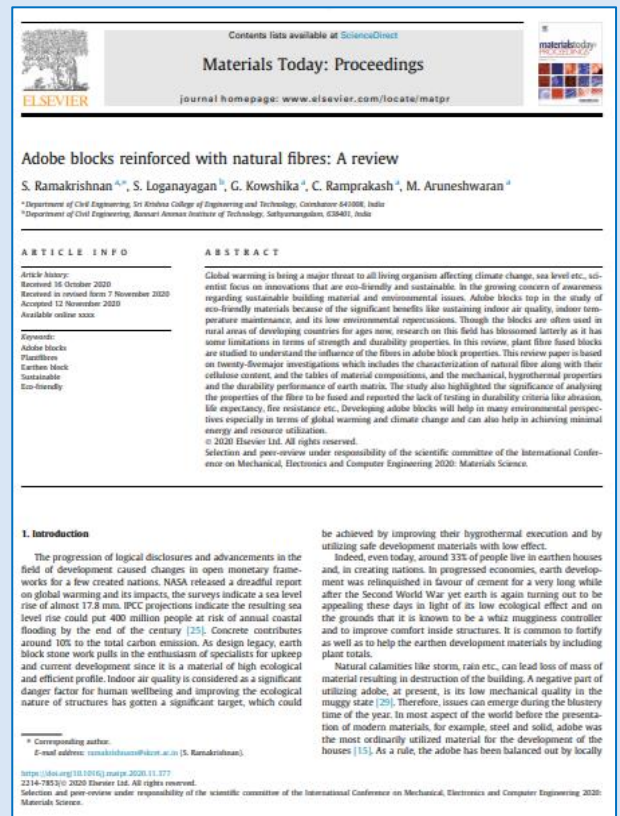 Contents lists available at ScienceDirect
Materials Today: Proceedings
journal homepage: www.elsevier.com/locate/matpr
ELSEVIER
materialstoday:
PROCEEDINGS
Adobe blocks reinforced with natural fibres: A review
S. Ramakrishnan a,*, S. Loganayagan b, G. Kowshika a, C. Ramprakash a, M. Aruneshwaran a
a Department of Civil Engineering, Sri Krishna College of Engineering and Technology, Coimbatore 641008, India
b Department of Civil Engineering, Bannari Amman Institute of Technology, Sathyamangalam, 638401, India
ARTICLE INFO
Article history:
Received 16 October 2020
Received in revised form 7 November 2020
Accepted 12 November 2020
Available online xxxx
Keywords:
Adobe blocks
Plantfibres
Earthen block
Sustainable
Eco-friendly
ABSTRACT
Global warming is being a major threat to all living organism affecting climate change, sea level etc., sci-
entist focus on innovations that are eco-friendly and sustainable. In the growing concern of awareness
regarding sustainable building material and environmental issues. Adobe blocks top in the study of
eco-friendly materials because of the significant benefits like sustaining indoor air quality, indoor tem-
perature maintenance, and its low environmental repercussions. Though the blocks are often used in
rural areas of developing countries for ages now, research on this field has blossomed latterly as it has
some limitations in terms of strength and durability properties. In this review, plant fibre fused blocks
are studied to understand the influence of the fibres in adobe block properties. This review paper is based
on twenty-fivemajor investigations which includes the characterization of natural fibre along with their
cellulose content, and the tables of material compositions, and the mechanical, hygrothermal properties
and the durability performance of earth matrix. The study also highlighted the significance of analysing
the properties of the fibre to be fused and reported the lack of testing in durability criteria like abrasion,
life expectancy, fire resistance etc., Developing adobe blocks will help in many environmental perspec-
tives especially in terms of global warming and climate change and can also help in achieving minimal
energy and resource utilization.
© 2020 Elsevier Ltd. All rights reserved.
Selection and peer-review under responsibility of the scientific committee of the International Confer-
ence on Mechanical, Electronics and Computer Engineering 2020: Materials Science.
1. Introduction
The progression of logical disclosures and advancements in the
field of development caused changes in open monetary frame-
works for a few created nations. NASA released a dreadful report
on global warming and its impacts, the surveys indicate a sea level
rise of almost 17.8 mm. IPCC projections indicate the resulting sea
level rise could put 400 million people at risk of annual coastal
flooding by the end of the century [25]. Concrete contributes
around 10% to the total carbon emission. As design legacy, earth
block stone work pulls in the enthusiasm of specialists for upkeep
and current development since it is a material of high ecological
and efficient profile. Indoor air quality is considered as a significant
danger factor for human wellbeing and improving the ecological
nature of structures has gotten a significant target, which could
be achieved by improving their hygrothermal execution and by
utilizing safe development materials with low effect.
Indeed, even today, around 33% of people live in earthen houses
and, in creating nations. In progressed economies, earth develop-
ment was relinquished in favour of cement for a very long while
after the Second World War yet earth is again turning out to be
appealing these days in light of its low ecological effect and on
the grounds that it is known to be a whiz mugginess controller
and to improve comfort inside structures. It is common to fortify
as well as to help the earthen development materials by including
plant totals.
Natural calamities like storm, rain etc., can lead loss of mass of
material resulting in destruction of the building. A negative part of
utilizing adobe, at present, is its low mechanical quality in the
muggy state [29]. Therefore, issues can emerge during the blustery
time of the year. In most aspect of the world before the presenta-
tion of modern materials, for example, steel and solid, adobe was
the most ordinarily utilized material for the development of the
houses [15]. As a rule, the adobe has been balanced out by locally
* Corresponding author.
E-mail address: ramakrishnans@skcet.ac.in (S. Ramakrishnan).
https://doi.org/10.1016/j.matpr.2020.11.377
2214-7853/© 2020 Elsevier Ltd. All rights reserved.
Selection and peer-review under responsibility of the scientific committee of the International Conference on Mechanical, Electronics and Computer Engineering 2020:
Materials Science.